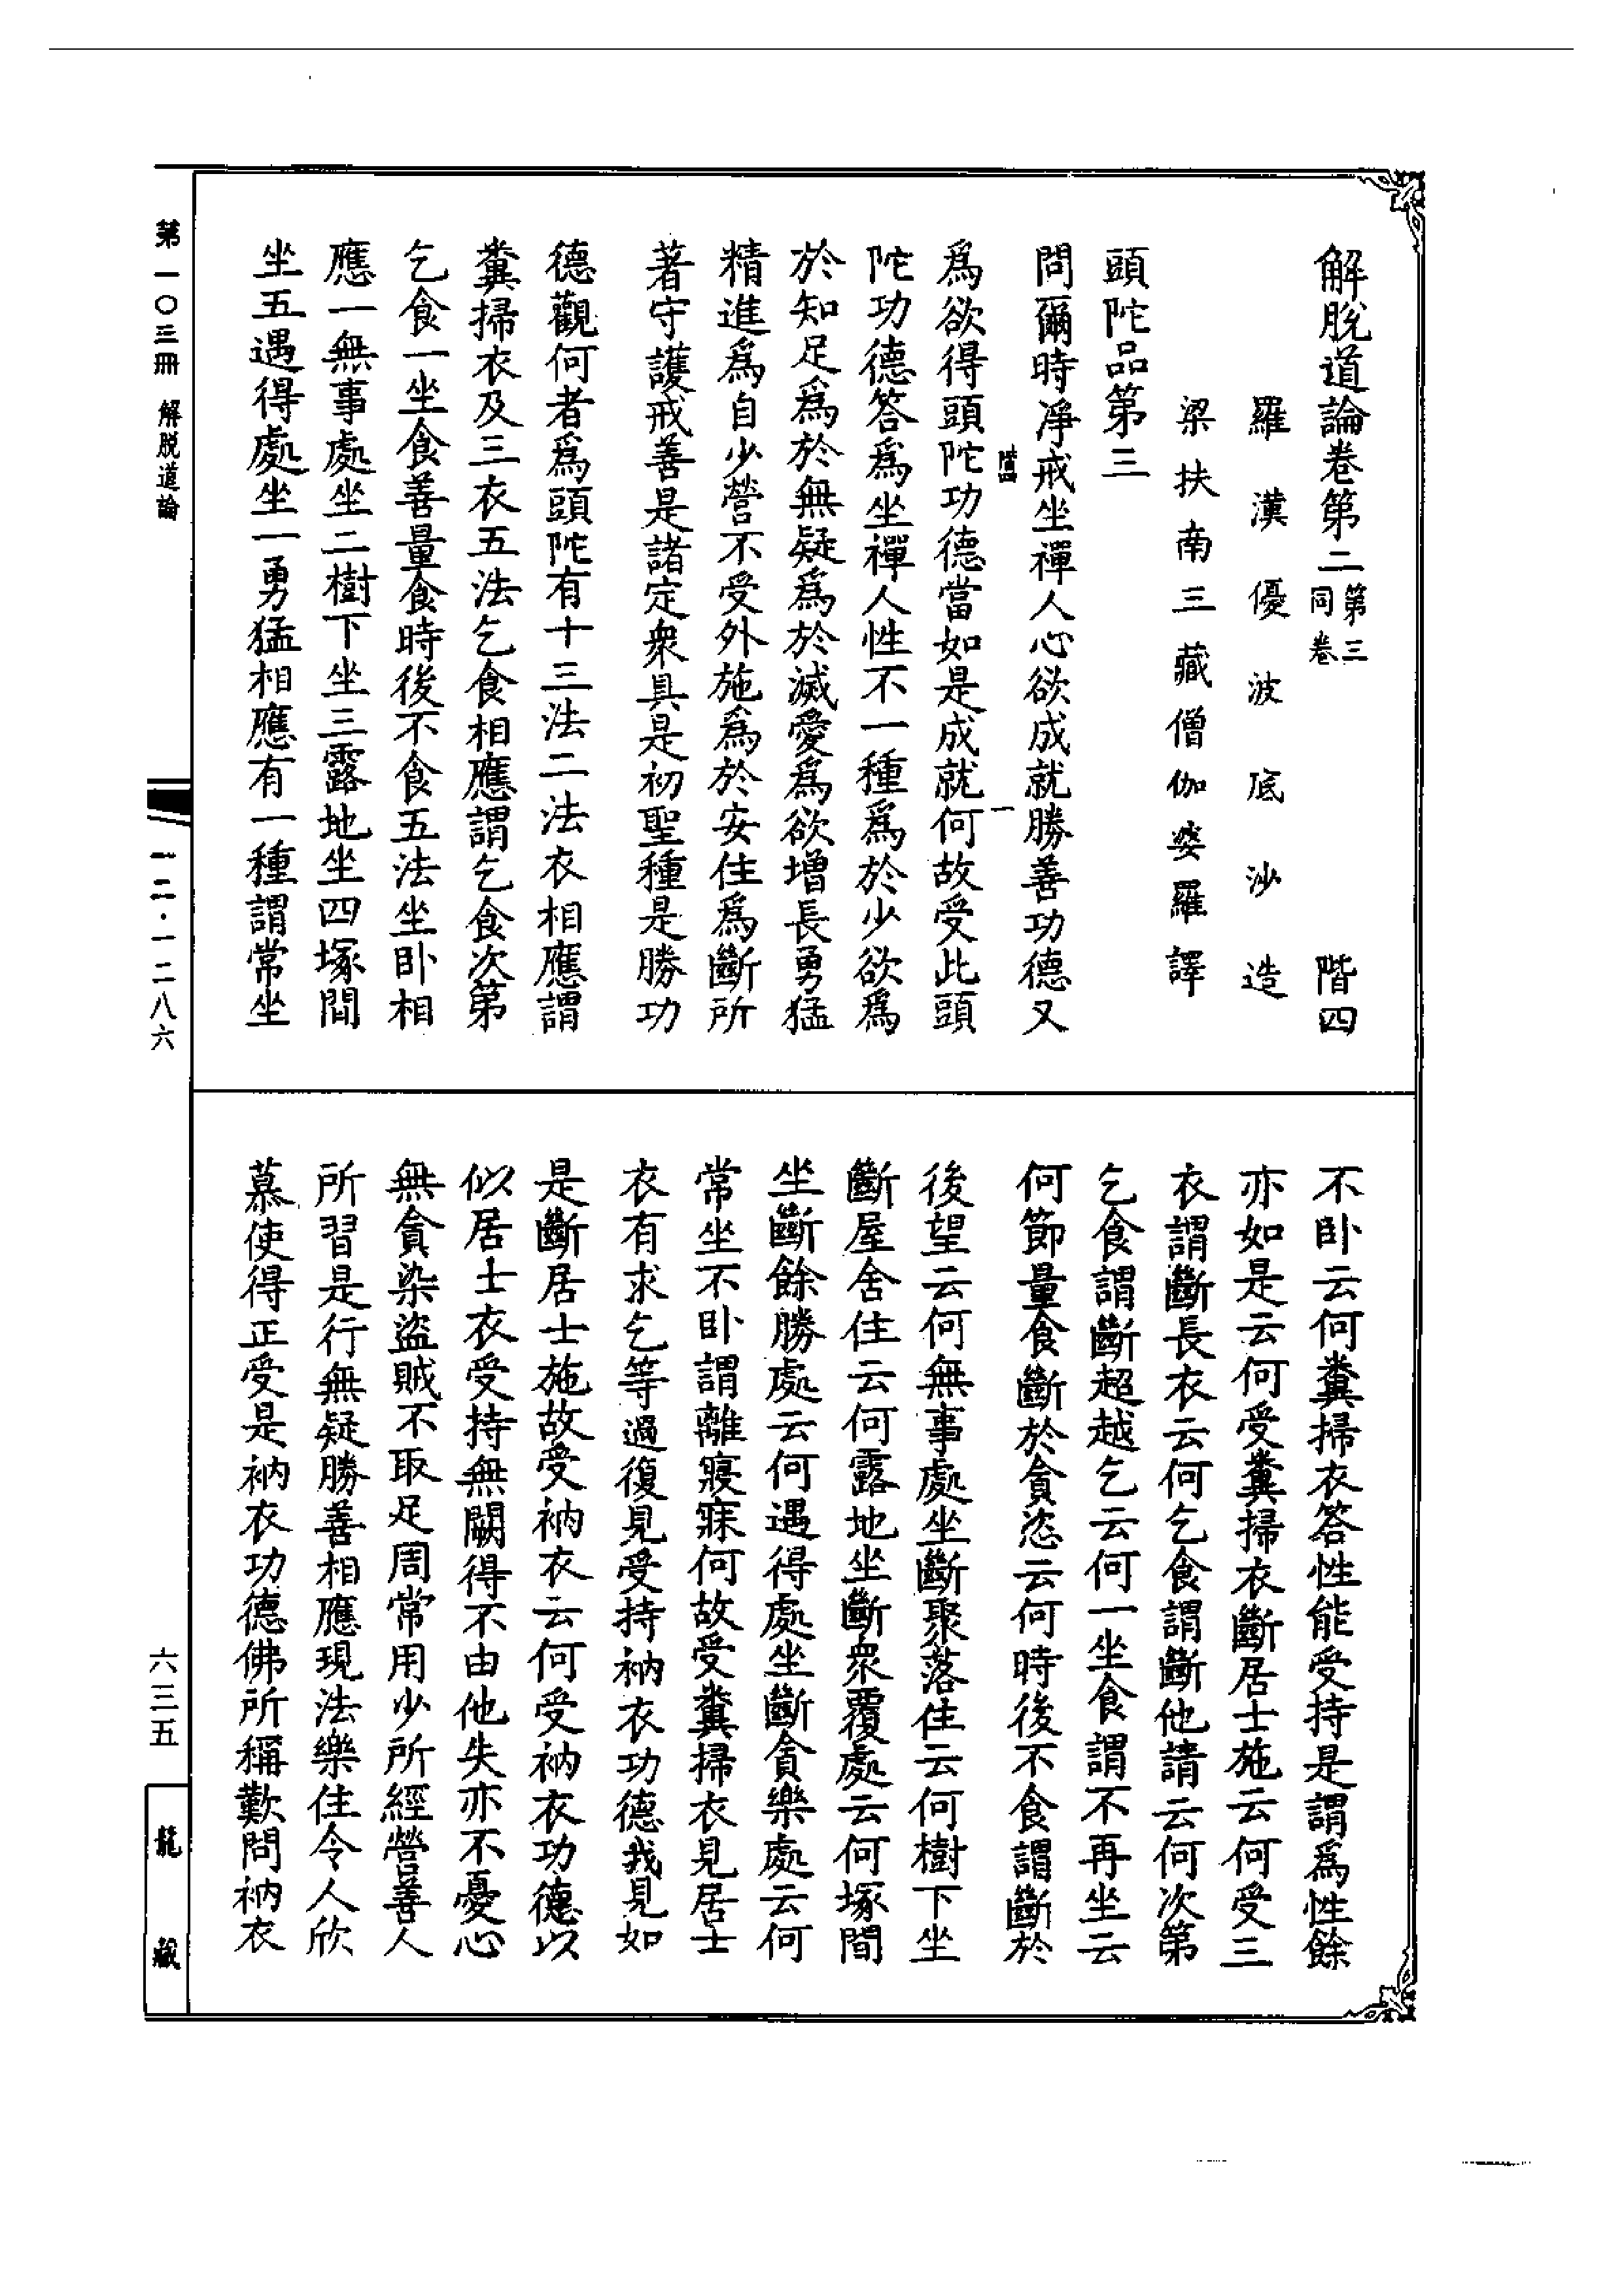 解脫道論卷第二 第三同卷 階四
羅漢優波底沙造
梁扶南三藏僧伽婆羅譯
頭陀品第三
問爾時淨戒坐禪人心欲成就勝善功德又
階四 一
爲欲得頭陀功德當如是成就何故受此頭
陀功德答爲坐禪人性不一種爲於少欲爲
於知足爲於無疑爲於滅愛爲欲增長勇猛
精進爲自少營不受外施爲於安住爲斷所
著守護戒善是諸定衆具是初聖種是勝功
德觀何者爲頭陀有十三法二法衣相應謂
糞掃衣及三衣五法乞食相應謂乞食次第
乞食一坐食善量食時後不食五法坐臥相
應一無事處坐二樹下坐三露地坐四塚間
坐五遇得處坐一勇猛相應有一種謂常坐
不臥云何糞掃衣答性能受持是謂爲性餘
亦如是云何受糞掃衣斷居士施云何受三
衣謂斷長衣云何乞食謂斷他請云何次第
乞食謂斷超越乞云何一坐食謂不再坐云
何節量食斷於貪恣云何時後不食謂斷於
後望云何無事處坐斷聚落住云何樹下坐
斷屋舍住云何露地坐斷衆覆處云何塚間
坐斷餘勝處云何遇得處坐斷貪樂處云何
常坐不臥謂離寢寐何故受糞掃衣見居士
衣有求乞等過復見受持衲衣功德我見如
是斷居士施故受衲衣云何受衲衣功德以
似居士衣受持無闕得不由他失亦不憂心
無貪染盜賊不取足周常用少所經營善人
所習是行無疑勝善相應現法樂住令人欣
慕使得正受是衲衣功德佛所稱歎問衲衣
第一〇三冊 解脫道論
一二·一二八六
六三五
龍藏